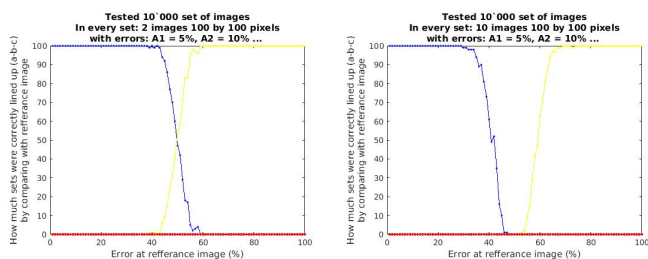 Tested 10`000 set of images
In every set: 2 images 100 by 100 pixels
with errors: A1 = 5%, A2 = 10% ...
How much sets were correctly lined up (a-b-c)
by comparing with refferance image
100
90
80
70
60
50
40
30
20
10
0
0 20 40 60 80 100
Error at refferance image (%)
Tested 10`000 set of images
In every set: 10 images 100 by 100 pixels
with errors: A1 = 5%, A2 = 10% ...
How much sets were correctly lined up (a-b-c)
by comparing with refferance image
100
90
80
70
60
50
40
30
20
10
0
0 10 20 30 40 50 60 70 80 90 100
Error at refferance image (%)